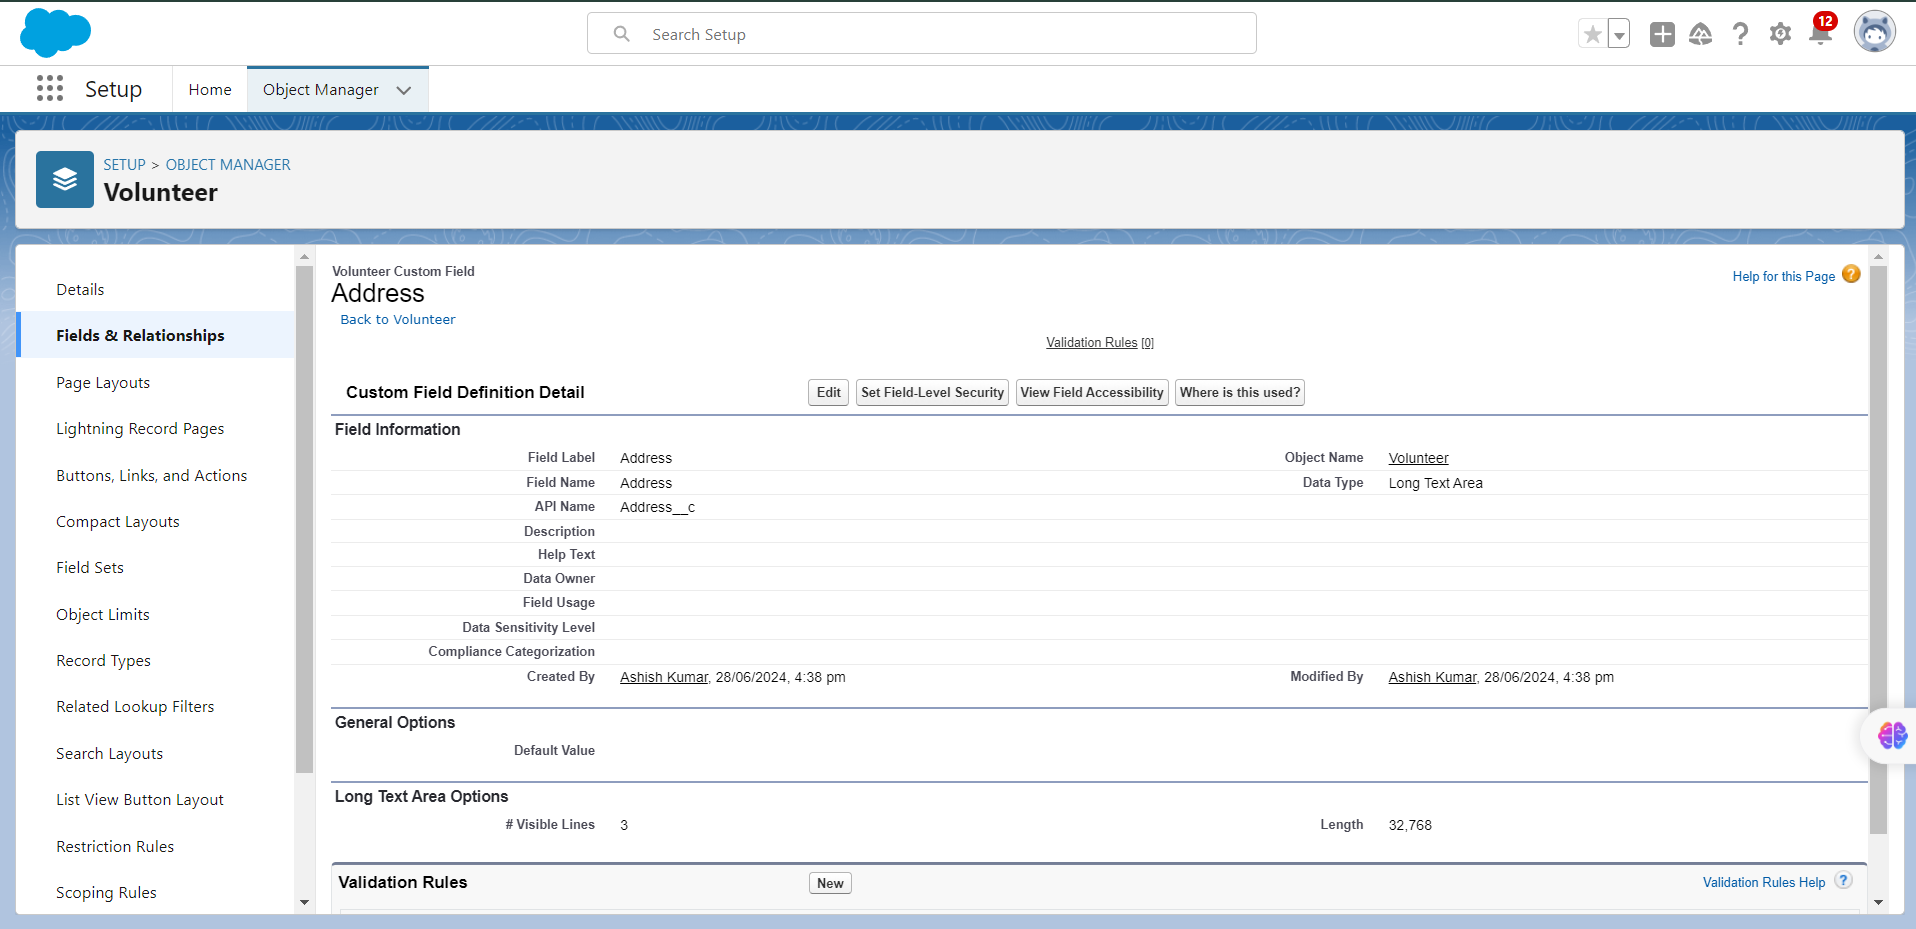 Search Setup
12
Setup
Home
Object Manager
SETUP > OBJECT MANAGER
Volunteer
Details
Fields & Relationships
Page Layouts
Lightning Record Pages
Buttons, Links, and Actions
Compact Layouts
Field Sets
Object Limits
Record Types
Related Lookup Filters
Search Layouts
List View Button Layout
Restriction Rules
Scoping Rules
Volunteer Custom Field
Address
Back to Volunteer
Help for this Page ?
Validation Rules [0]
Custom Field Definition Detail Edit Set Field-Level Security View Field Accessibility Where is this used?
Field Information
Field Label Address Object Name Volunteer
Field Name Address Data Type Long Text Area
API Name Address__c
Description
Help Text
Data Owner
Field Usage
Data Sensitivity Level
Compliance Categorization
Created By Ashish Kumar, 28/06/2024, 4:38 pm Modified By Ashish Kumar, 28/06/2024, 4:38 pm
General Options
Default Value
Long Text Area Options
# Visible Lines 3 Length 32,768
Validation Rules New Validation Rules Help ?